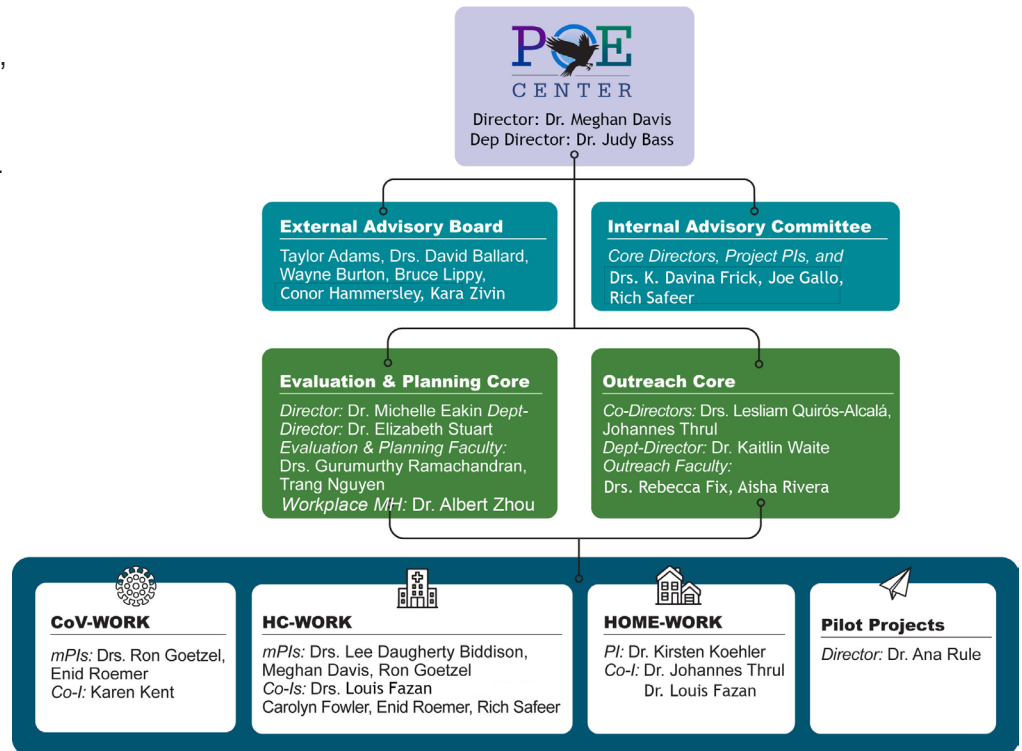 POE
CENTER
Director: Dr. Meghan Davis
Dep Director: Dr. Judy Bass
External Advisory Board
Taylor Adams, Drs. David Ballard,
Wayne Burton, Bruce Lippy,
Conor Hammersley, Kara Zivin
Internal Advisory Committee
Core Directors, Project PIs, and
Drs. K. Davina Frick, Joe Gallo,
Rich Safeer
Evaluation & Planning Core
Director: Dr. Michelle Eakin Dept-
Director: Dr. Elizabeth Stuart
Evaluation & Planning Faculty:
Drs. Gurumurthy Ramachandran,
Trang Nguyen
Workplace MH: Dr. Albert Zhou
Outreach Core
Co-Directors: Drs. Lesliam Quirós-Alcalá,
Johannes Thrul
Dept-Director: Dr. Kaitlin Waite
Outreach Faculty:
Drs. Rebecca Fix, Aisha Rivera
CoV-WORK
mPIs: Drs. Ron Goetzel,
Enid Roemer
Co-I: Karen Kent
HC-WORK
mPIs: Drs. Lee Daugherty Biddison,
Meghan Davis, Ron Goetzel
Co-Is: Drs. Louis Fazan
Carolyn Fowler, Enid Roemer, Rich Safeer
HOME-WORK
PI: Dr. Kirsten Koehler
Co-I: Dr. Johannes Thrul
Dr. Louis Fazan
Pilot Projects
Director: Dr. Ana Rule